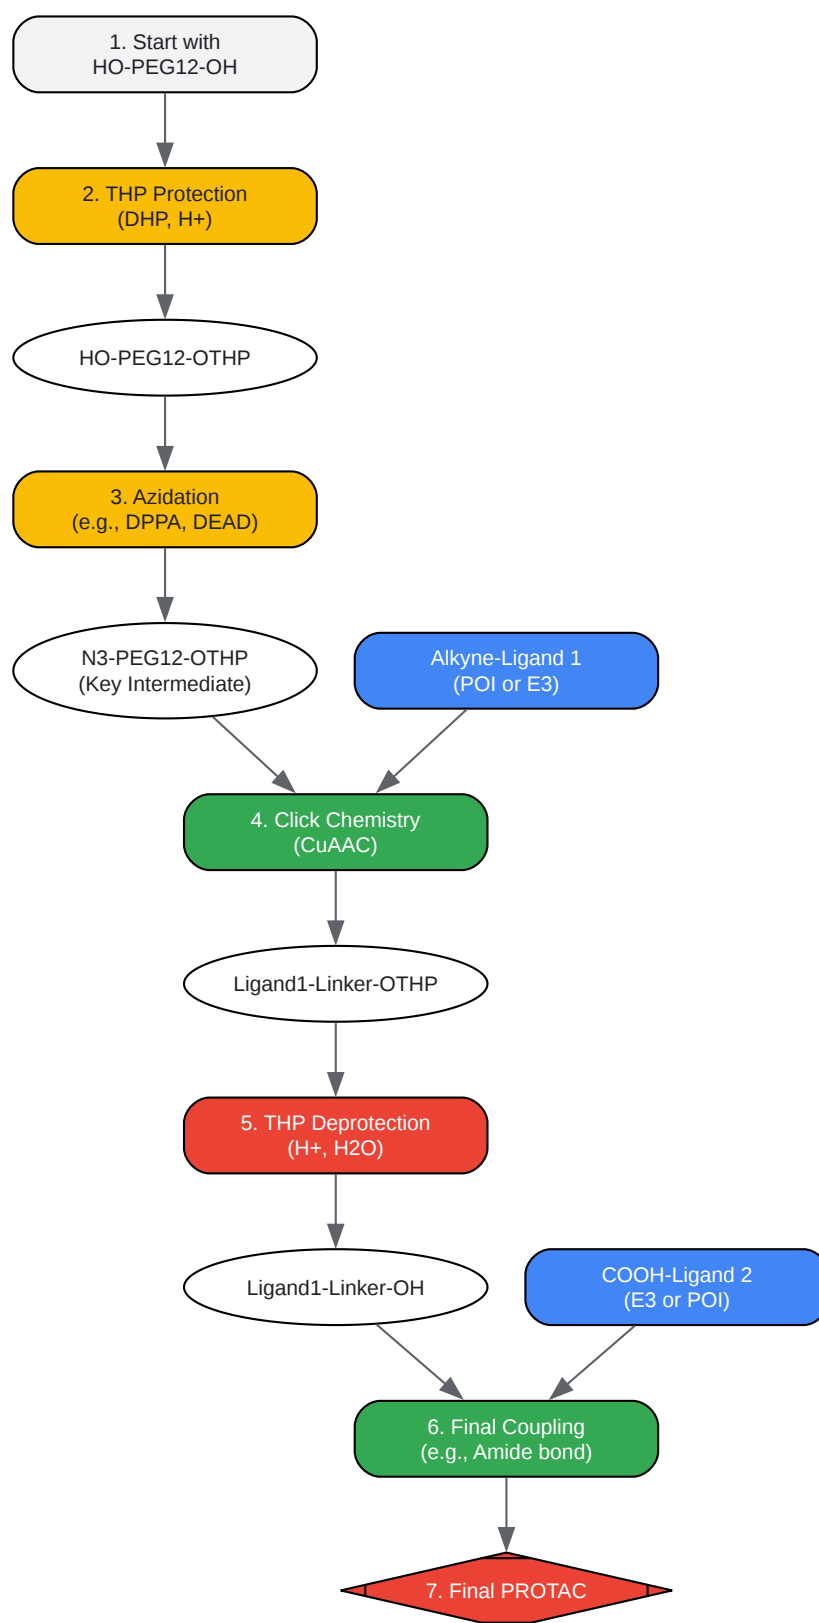 1. Start with
HO-PEG12-OH
2. THP Protection
(DHP, H+)
HO-PEG12-OTHP
3. Azidation
(e.g., DPPA, DEAD)
N3-PEG12-OTHP
(Key Intermediate)
Alkyne-Ligand 1
(POI or E3)
4. Click Chemistry
(CuAAC)
Ligand1-Linker-OTHP
5. THP Deprotection
(H+, H2O)
Ligand1-Linker-OH
COOH-Ligand 2
(E3 or POI)
6. Final Coupling
(e.g., Amide bond)
7. Final PROTAC